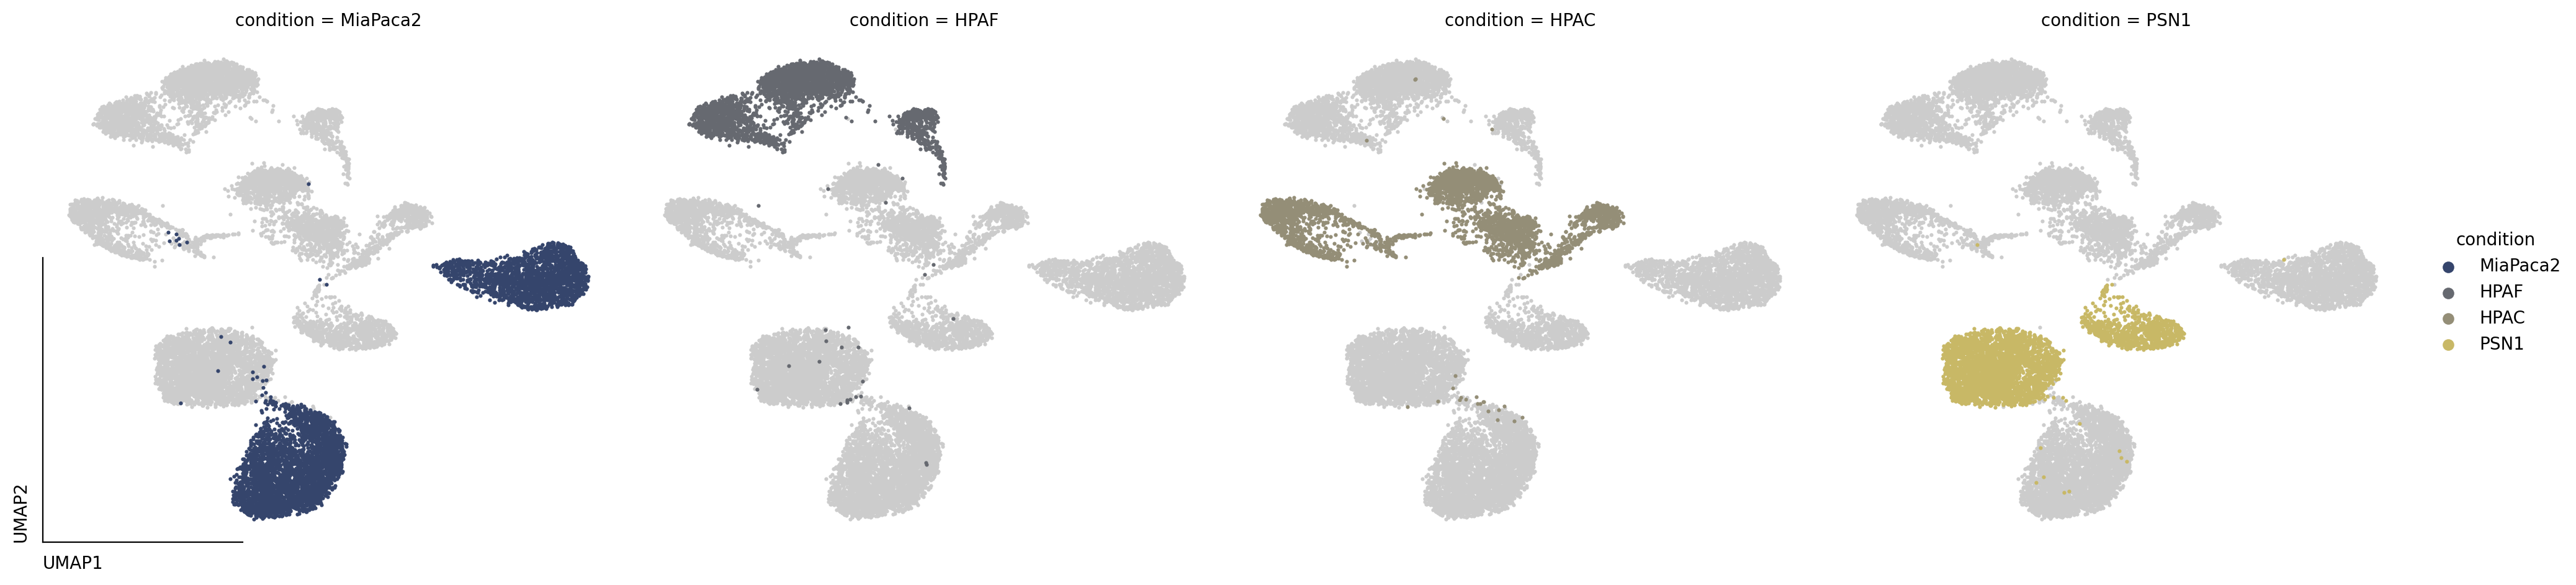 condition = MiaPaca2
condition = HPAF
condition = HPAC
condition = PSN1
condition
MiaPaca2
HPAF
HPAC
PSN1
UMAP2
UMAP1